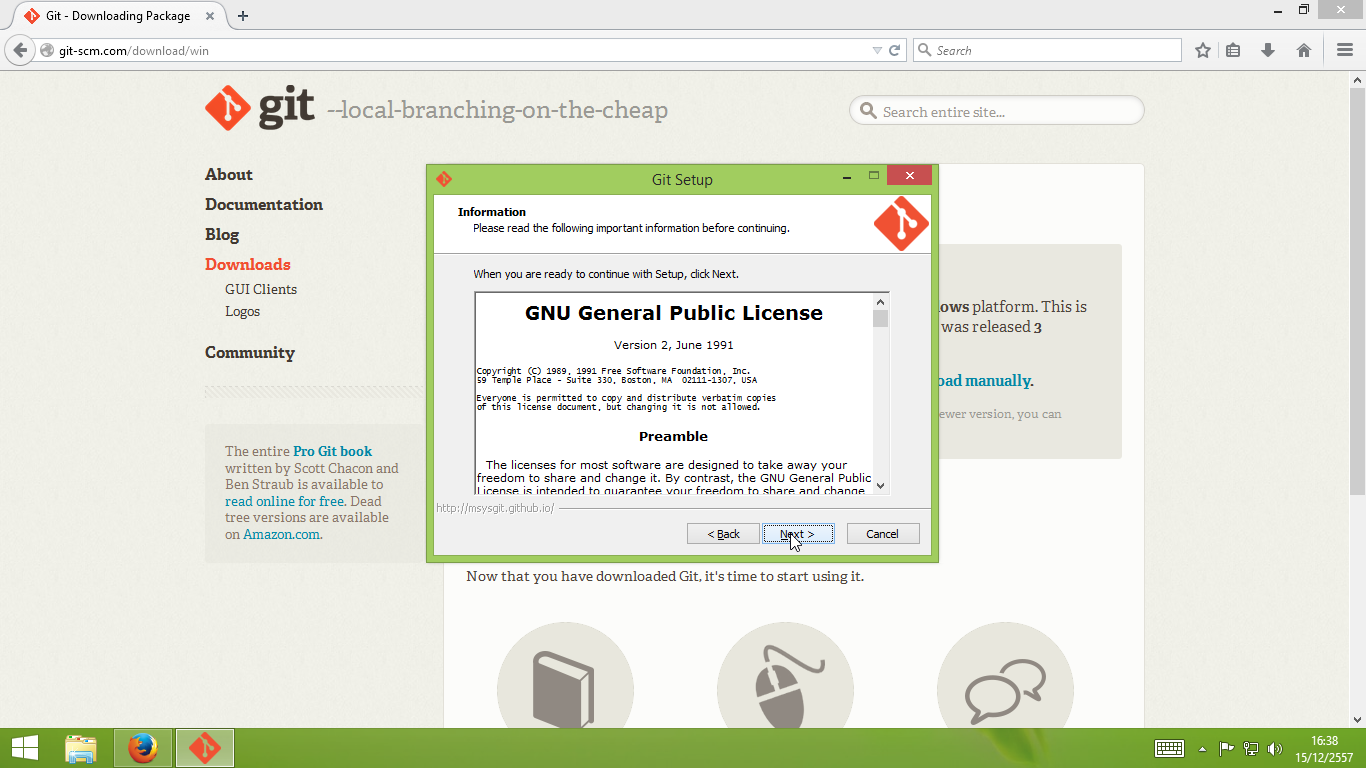 Git - Downloading Package
git-scm.com/download/win
Search
git --local-branching-on-the-cheap
Search entire site...
About
Documentation
Blog
Downloads
GUI Clients
Logos
Community
The entire Pro Git book
written by Scott Chacon and
Ben Straub is available to
read online for free. Dead
tree versions are available
on Amazon.com.
Git Setup
Information
Please read the following important information before continuing.
When you are ready to continue with Setup, click Next.
GNU General Public License
Version 2, June 1991
Copyright (C) 1989, 1991 Free Software Foundation, Inc.
59 Temple Place - Suite 330, Boston, MA 02111-1307, USA
Everyone is permitted to copy and distribute verbatim copies
of this license document, but changing it is not allowed.
Preamble
The licenses for most software are designed to take away your
freedom to share and change it. By contrast, the GNU General Public
License is intended to guarantee your freedom to share and change
http://msysgit.github.io/
< Back
Next >
Cancel
ows platform. This is
was released 3
oad manually.
ewer version, you can
Now that you have downloaded Git, it's time to start using it.
16:38
15/12/2557